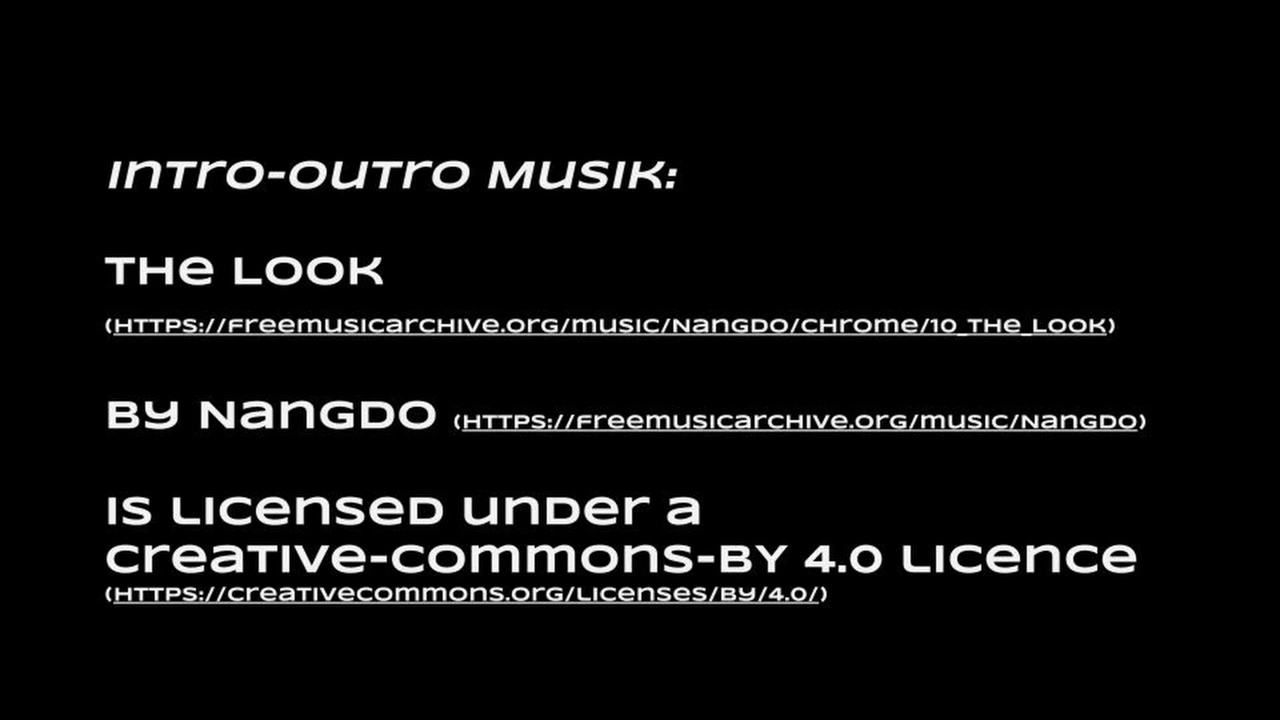 Intro-Outro Musik:
The Look
(https://freemusicarchive.org/music/Nangdo/Chrome/10_The_Look)
By Nangdo (https://freemusicarchive.org/music/Nangdo)
is licensed under a
Creative-Commons-BY 4.0 Licence
(https://creativecommons.org/licenses/by/4.0/)